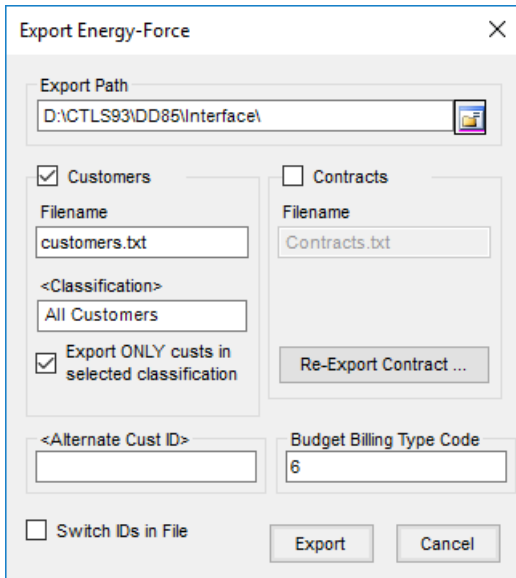 Export Energy-Force
Export Path
D:\CTLS93\DD85\Interface\
Customers
Filename
customers.txt
<Classification>
All Customers
Export ONLY custs in
selected classification
Contracts
Filename
Contracts.txt
Re-Export Contract ...
<Alternate Cust ID>
Budget Billing Type Code
6
Switch IDs in File
Export
Cancel